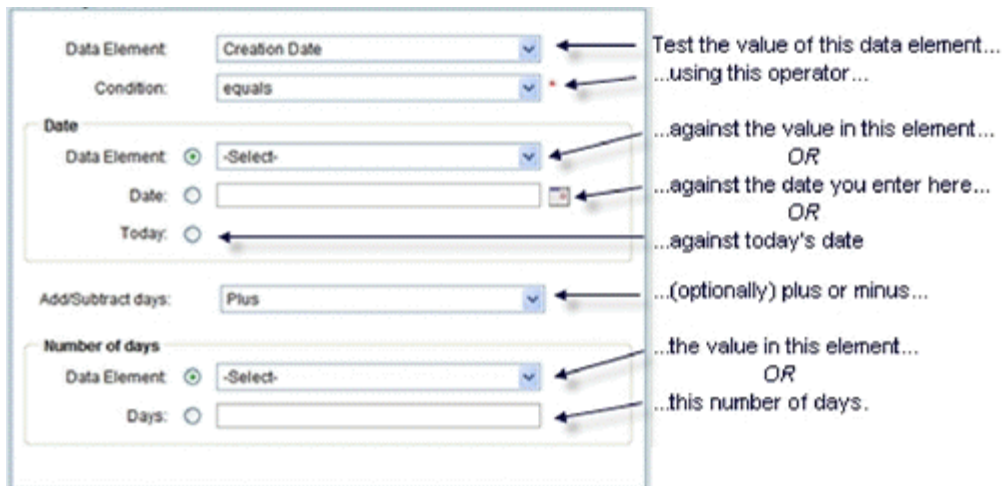 Data Element: Creation Date Test the value of this data element...
Condition: equals * ...using this operator...
Date
Data Element: -Select- ...against the value in this element...
OR
Date: ...against the date you enter here...
OR
Today: ...against today's date
Add/Subtract days: Plus ...(optionally) plus or minus...
Number of days ...the value in this element...
Data Element: -Select- OR
Days: ...this number of days.